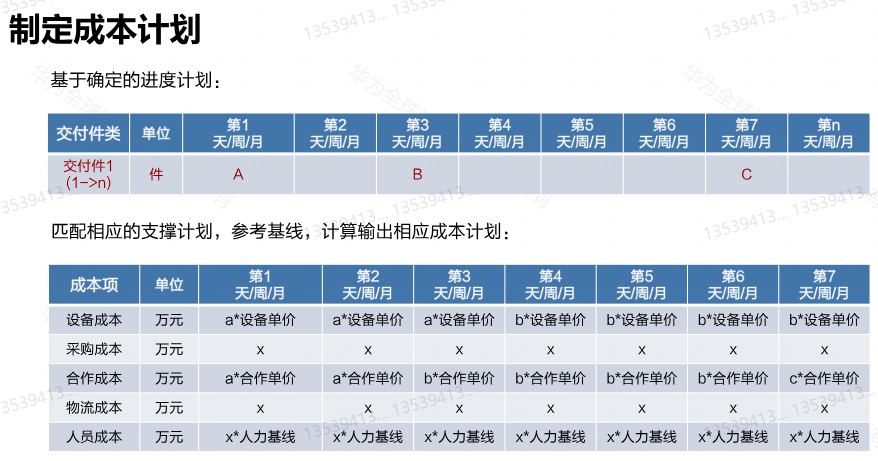 制定成本计划
基于确定的进度计划：
交付件类 单位 第1 天/周/月 第2 天/周/月 第3 天/周/月 第4 天/周/月 第5 天/周/月 第6 天/周/月 第7 天/周/月 第n 天/周/月
交付件1 (1->n) 件 A B C
匹配相应的支撑计划，参考基线，计算输出相应成本计划：
成本项 单位 第1 天/周/月 第2 天/周/月 第3 天/周/月 第4 天/周/月 第5 天/周/月 第6 天/周/月 第7 天/周/月
设备成本 万元 a*设备单价 a*设备单价 a*设备单价 b*设备单价 b*设备单价 b*设备单价 b*设备单价
采购成本 万元 x x x x x x x
合作成本 万元 a*合作单价 a*合作单价 b*合作单价 b*合作单价 b*合作单价 b*合作单价 c*合作单价
物流成本 万元 x x x x x x x
人员成本 万元 x*人力基线 x*人力基线 x*人力基线 x*人力基线 x*人力基线 x*人力基线 x*人力基线
13539413... 13539413...